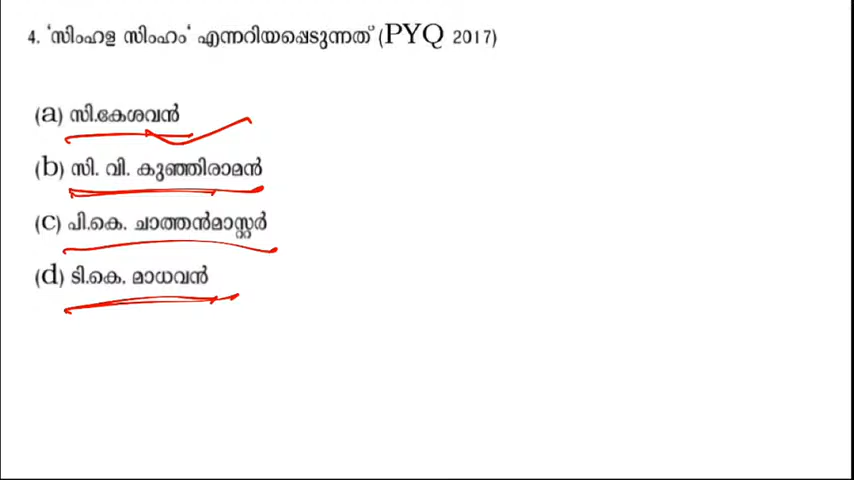 4. 'സിംഹള സിംഹം' എന്നറിയപ്പെടുന്നത് (PYQ 2017)
(a) സി.കേശവൻ
(b) സി. വി. കുഞ്ഞിരാമൻ
(c) പി.കെ. ചാത്തൻമാസ്റ്റർ
(d) ടി.കെ. മാധവൻ